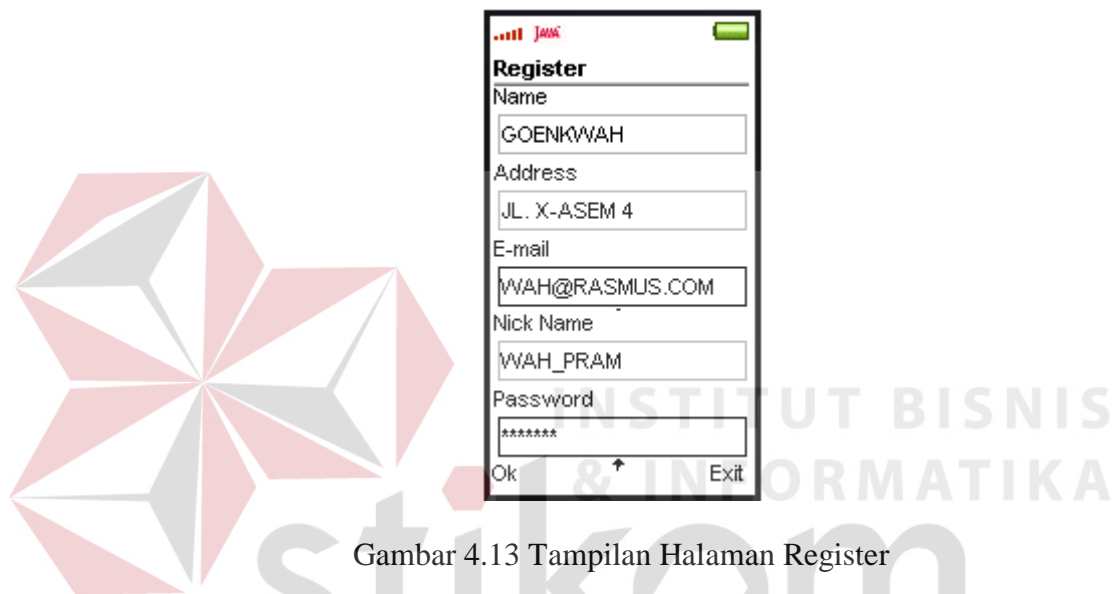 JAVA
Register
Name
GOENKWAH
Address
JL. X-ASEM 4
E-mail
WAH@RASMUS.COM
Nick Name
WAH_PRAM
Password
*******
Ok Exit
INSTITUT BISNIS
& INFORMATIKA
stikom
Gambar 4.13 Tampilan Halaman Register